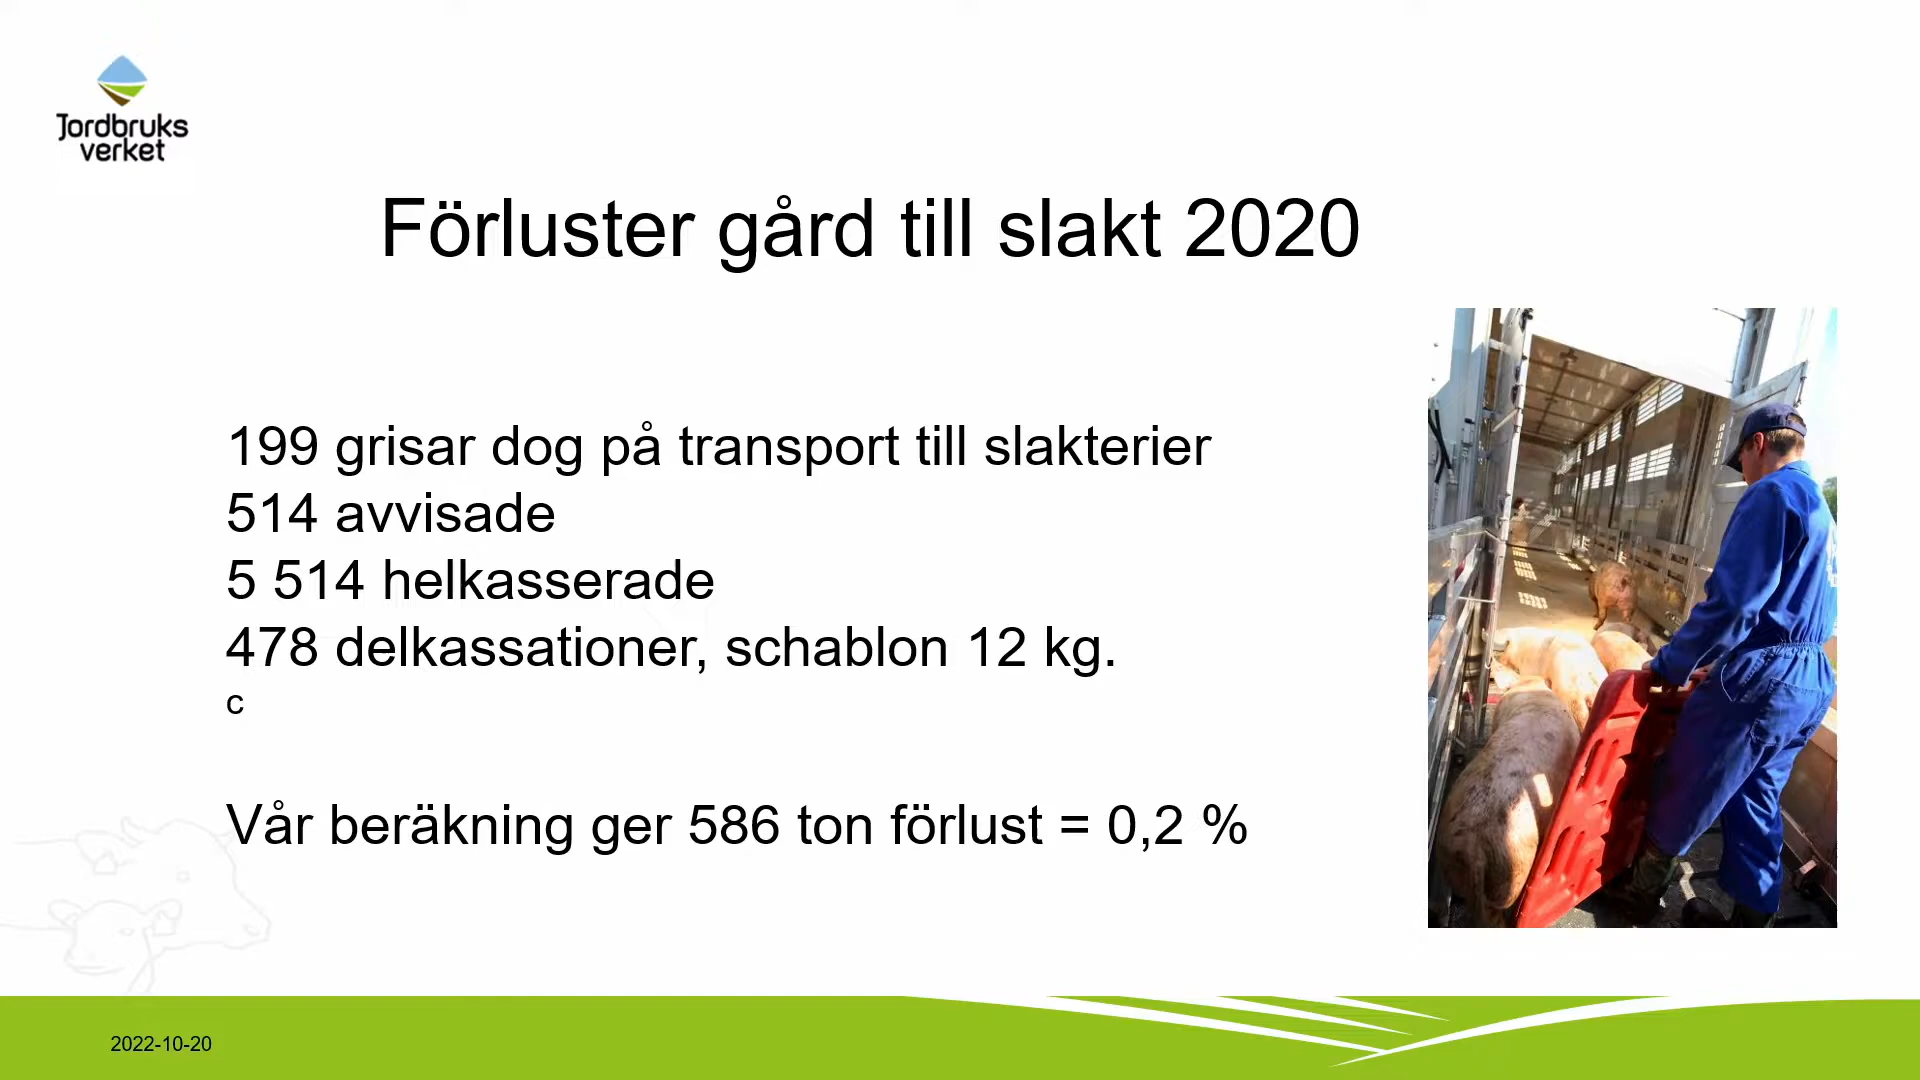 Jordbruks
verket
Förluster gård till slakt 2020
199 grisar dog på transport till slakterier
514 avvisade
5 514 helkasserade
478 delkassationer, schablon 12 kg.
c
Vår beräkning ger 586 ton förlust = 0,2 %
2022-10-20